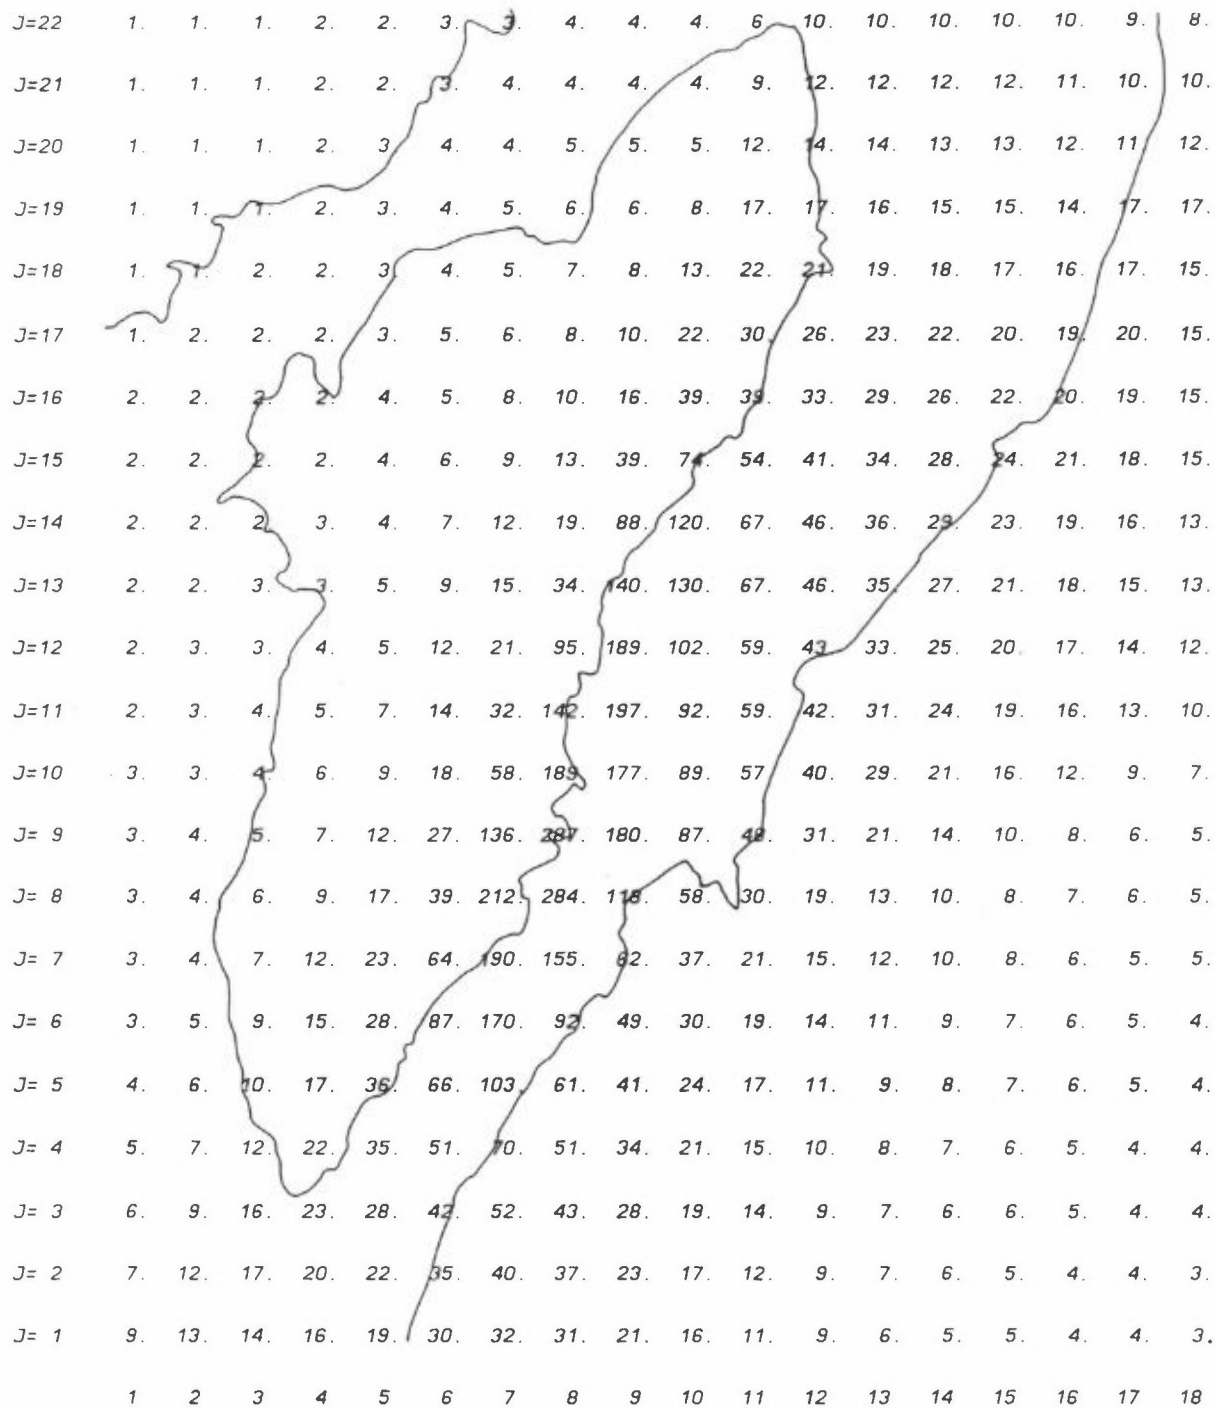 J=22 1. 1. 1. 2. 2. 3. 3. 4. 4. 4. 6 10. 10. 10. 10. 10. 9. 8.
J=21 1. 1. 1. 2. 2. 3. 4. 4. 4. 4. 9. 12. 12. 12. 12. 11. 10. 10.
J=20 1. 1. 1. 2. 3. 4. 4. 5. 5. 5. 12. 14. 14. 13. 13. 12. 11. 12.
J=19 1. 1. 1. 2. 3. 4. 5. 6. 6. 8. 17. 17. 16. 15. 15. 14. 17. 17.
J=18 1. 1. 2. 2. 3. 4. 5. 7. 8. 13. 22. 21. 19. 18. 17. 16. 17. 15.
J=17 1. 2. 2. 2. 3. 5. 6. 8. 10. 22. 30. 26. 23. 22. 20. 19. 20. 15.
J=16 2. 2. 2. 2. 4. 5. 8. 10. 16. 39. 39. 33. 29. 26. 22. 20. 19. 15.
J=15 2. 2. 2. 2. 4. 6. 9. 13. 39. 74. 54. 41. 34. 28. 24. 21. 18. 15.
J=14 2. 2. 2. 3. 4. 7. 12. 19. 88. 120. 67. 46. 36. 29. 23. 19. 16. 13.
J=13 2. 2. 3. 3. 5. 9. 15. 34. 140. 130. 67. 46. 35. 27. 21. 18. 15. 13.
J=12 2. 3. 3. 4. 5. 12. 21. 95. 189. 102. 59. 43. 33. 25. 20. 17. 14. 12.
J=11 2. 3. 4. 5. 7. 14. 32. 142. 197. 92. 59. 42. 31. 24. 19. 16. 13. 10.
J=10 3. 3. 4. 6. 9. 18. 58. 189. 177. 89. 57 40. 29. 21. 16. 12. 9. 7.
J= 9 3. 4. 5. 7. 12. 27. 136. 287. 180. 87. 48. 31. 21. 14. 10. 8. 6. 5.
J= 8 3. 4. 6. 9. 17. 39. 212. 284. 118. 58. 30. 19. 13. 10. 8. 7. 6. 5.
J= 7 3. 4. 7. 12. 23. 64. 190. 155. 62. 37. 21. 15. 12. 10. 8. 6. 5. 5.
J= 6 3. 5. 9. 15. 28. 87. 170. 92. 49. 30. 19. 14. 11. 9. 7. 6. 5. 4.
J= 5 4. 6. 10. 17. 36. 66. 103. 61. 41. 24. 17. 11. 9. 8. 7. 6. 5. 4.
J= 4 5. 7. 12. 22. 35. 51. 70. 51. 34. 21. 15. 10. 8. 7. 6. 5. 4. 4.
J= 3 6. 9. 16. 23. 28. 42. 52. 43. 28. 19. 14. 9. 7. 6. 6. 5. 4. 4.
J= 2 7. 12. 17. 20. 22. 35. 40. 37. 23. 17. 12. 9. 7. 6. 5. 4. 4. 3.
J= 1 9. 13. 14. 16. 19. 30. 32. 31. 21. 16. 11. 9. 6. 5. 5. 4. 4. 3.
1 2 3 4 5 6 7 8 9 10 11 12 13 14 15 16 17 18